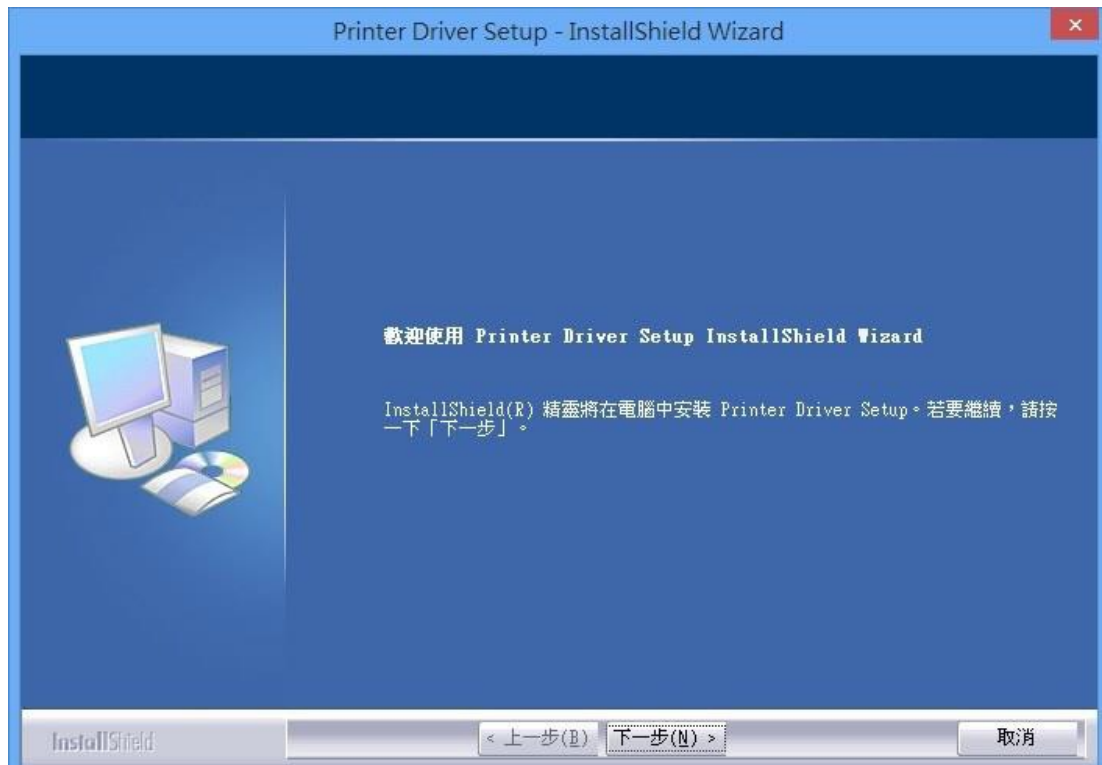 Printer Driver Setup - InstallShield Wizard
歡迎使用 Printer Driver Setup InstallShield Wizard
InstallShield(R) 精靈將在電腦中安裝 Printer Driver Setup。若要繼續，請按
一下「下一步」。
InstallShield
< 上一步(B) 下一步(N) > 取消